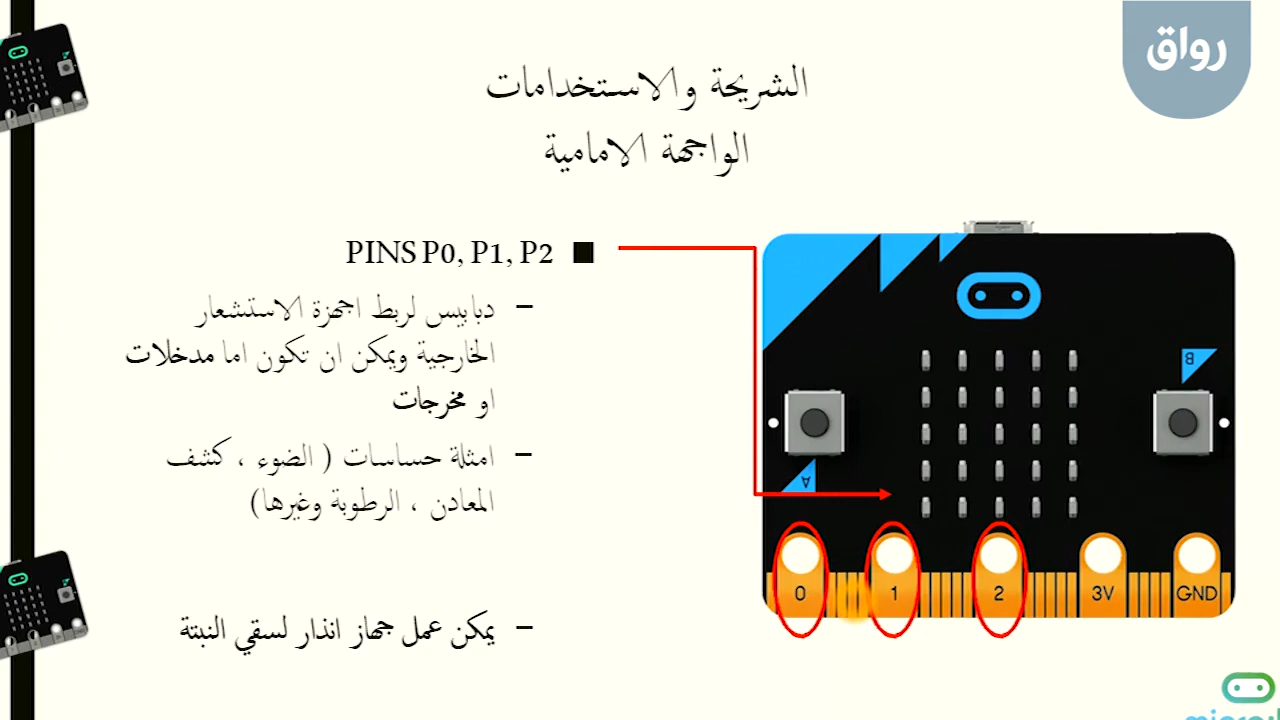 رواق
الشريحة والاستخدامات
الواجهة الامامية
PINS P0, P1, P2 ■
– دبابيس لربط اجهزة الاستشعار
الخارجية ويمكن ان تكون اما مدخلات
او مخرجات
– امثلة حساسات ( الضوء ، كشف
المعادن ، الرطوبة وغيرها)
– يمكن عمل جهاز انذار لسقي النبتة
B
A
0 1 2 3V GND